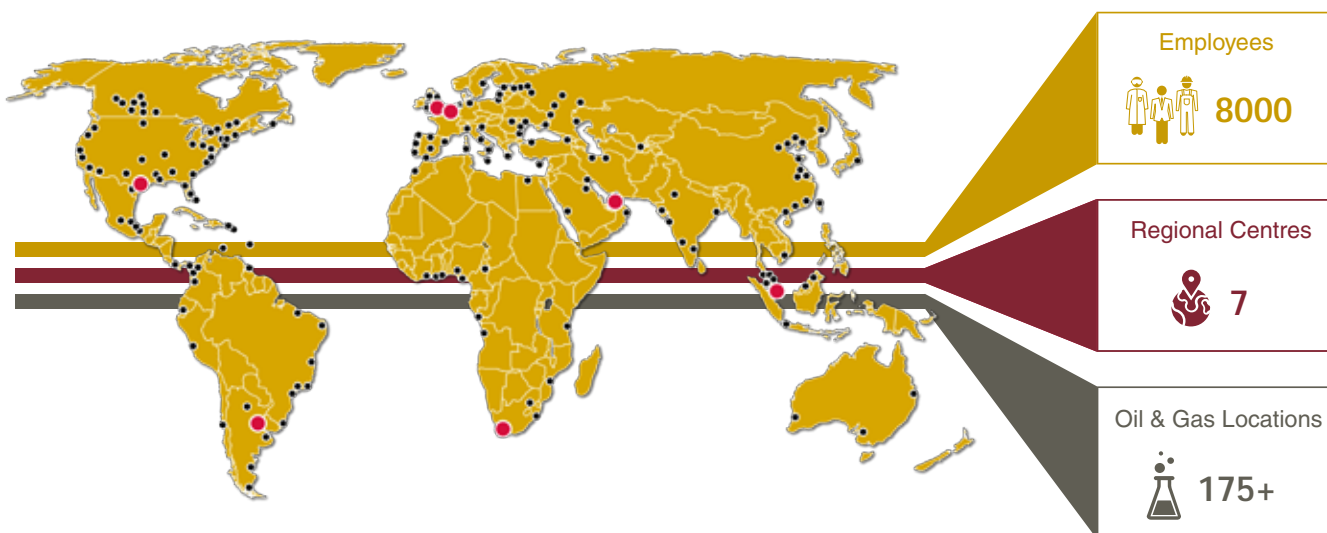 Employees
8000
Regional Centres
7
Oil & Gas Locations
175+